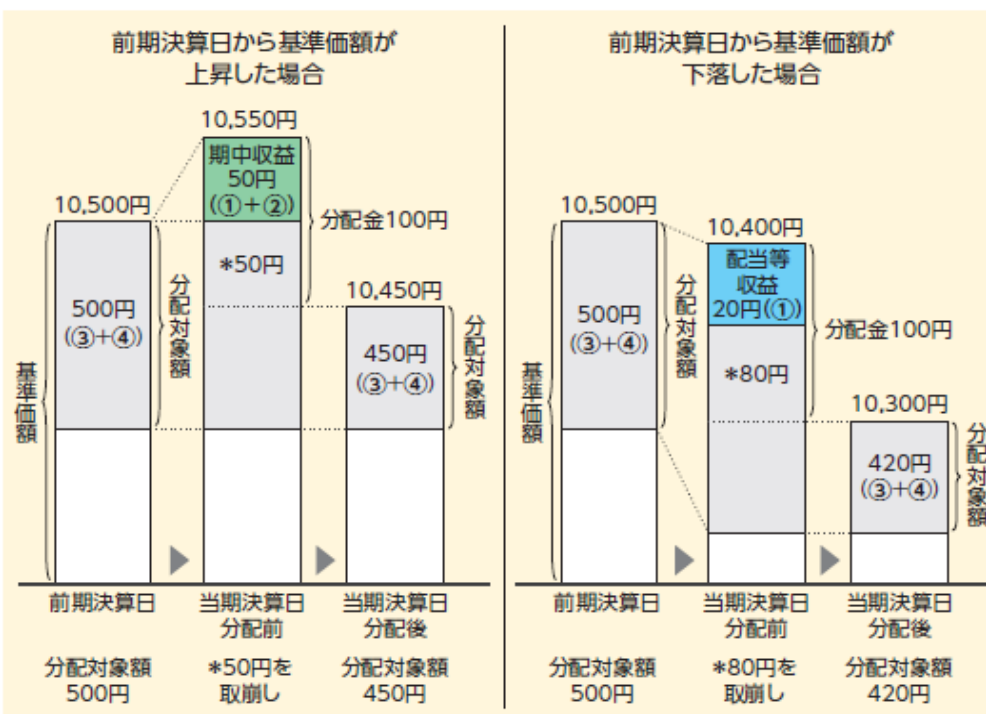 前期決算日から基準価額が
上昇した場合
10,550円
期中収益
50円
(①+②)
10,500円
分配金100円
*50円
10,450円
500円
(③+④)
分配対象額
450円
(③+④)
分配対象額
基準価額
前期決算日
当期決算日
分配前
当期決算日
分配後
分配対象額
500円
*50円を
取崩し
分配対象額
450円
前期決算日から基準価額が
下落した場合
10,500円
10,400円
配当等
収益
20円(①)
500円
(③+④)
分配対象額
分配金100円
*80円
10,300円
420円
(③+④)
分配対象額
基準価額
前期決算日
当期決算日
分配前
当期決算日
分配後
分配対象額
500円
*80円を
取崩し
分配対象額
420円